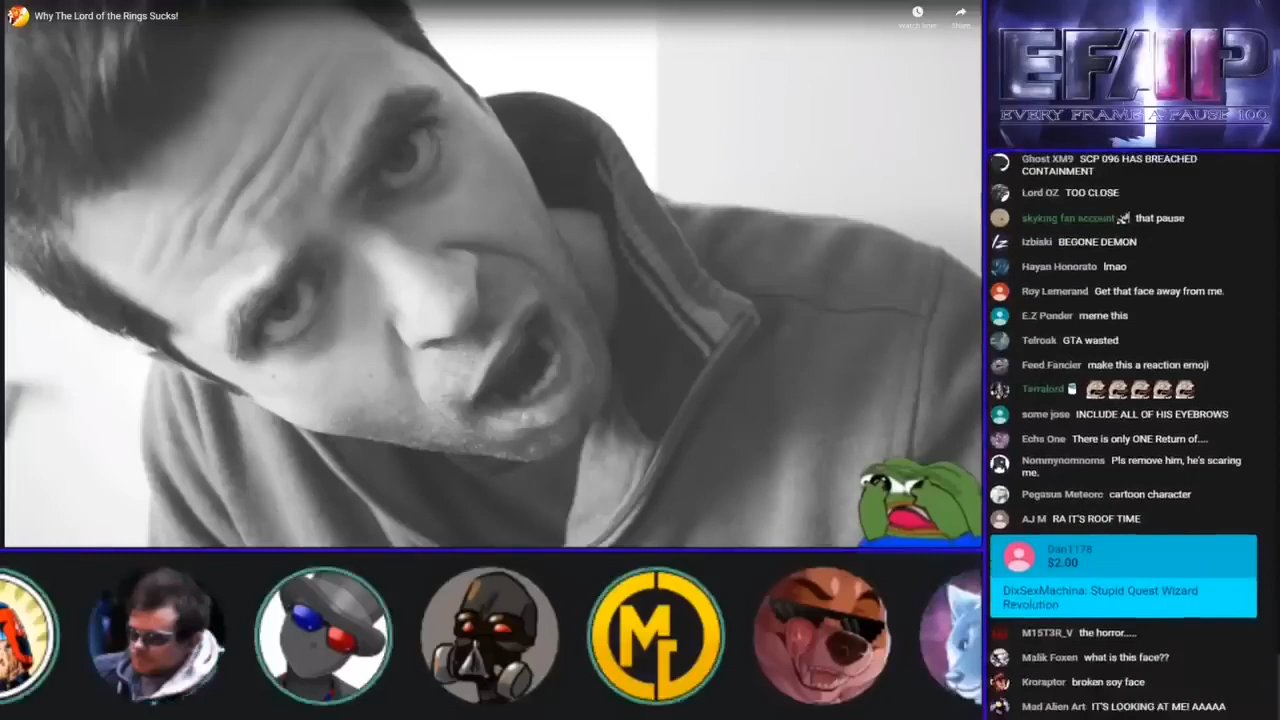 Why The Lord of the Rings Sucks!
Watch later
Share
EFAP
EVERY FRAME A PAUSE 100
Ghost XM9 SCP 096 HAS BREACHED
CONTAINMENT
Lord OZ TOO CLOSE
skyking fan account that pause
Izbiski BEGONE DEMON
Hayan Honorato lmao
Roy Lemerand Get that face away from me.
E.Z Ponder meme this
Telroak GTA wasted
Feed Fancier make this a reaction emoji
Terralord
some jose INCLUDE ALL OF HIS EYEBROWS
Echs One There is only ONE Return of....
Nommynomnoms Pls remove him, he's scaring
me.
Pegasus Meteoro cartoon character
AJ M RA IT'S ROOF TIME
Dan1178
$2.00
DixSexMachina: Stupid Quest Wizard
Revolution
M15T3R_V the horror.....
Malik Foxen what is this face??
Kroraptor broken soy face
Mad Alien Art IT'S LOOKING AT ME! AAAAA